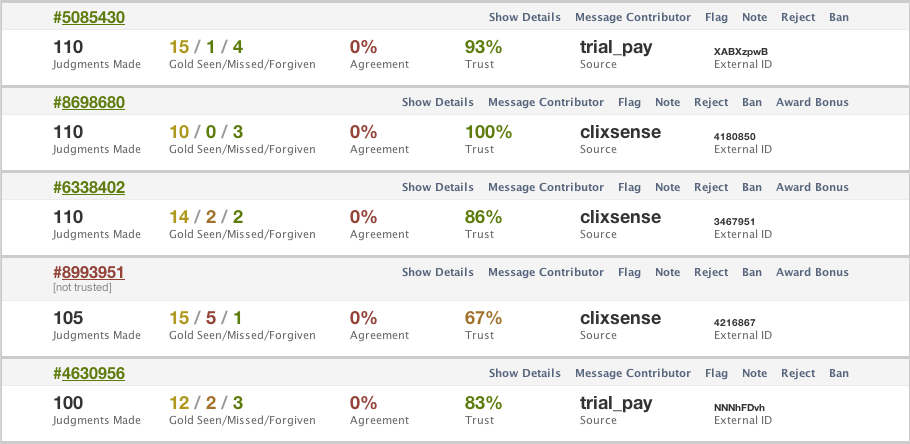 #5085430 Show Details Message Contributor Flag Note Reject Ban
110 15 / 1 / 4 0% 93% trial_pay XABXzpwB
Judgments Made Gold Seen/Missed/Forgiven Agreement Trust Source External ID
#8698680 Show Details Message Contributor Flag Note Reject Ban Award Bonus
110 10 / 0 / 3 0% 100% clixsense 4180850
Judgments Made Gold Seen/Missed/Forgiven Agreement Trust Source External ID
#6338402 Show Details Message Contributor Flag Note Reject Ban Award Bonus
110 14 / 2 / 2 0% 86% clixsense 3467951
Judgments Made Gold Seen/Missed/Forgiven Agreement Trust Source External ID
#8993951 Show Details Message Contributor Flag Note Reject Ban Award Bonus
[not trusted]
105 15 / 5 / 1 0% 67% clixsense 4216867
Judgments Made Gold Seen/Missed/Forgiven Agreement Trust Source External ID
#4630956 Show Details Message Contributor Flag Note Reject Ban
100 12 / 2 / 3 0% 83% trial_pay NNNhFDvh
Judgments Made Gold Seen/Missed/Forgiven Agreement Trust Source External ID